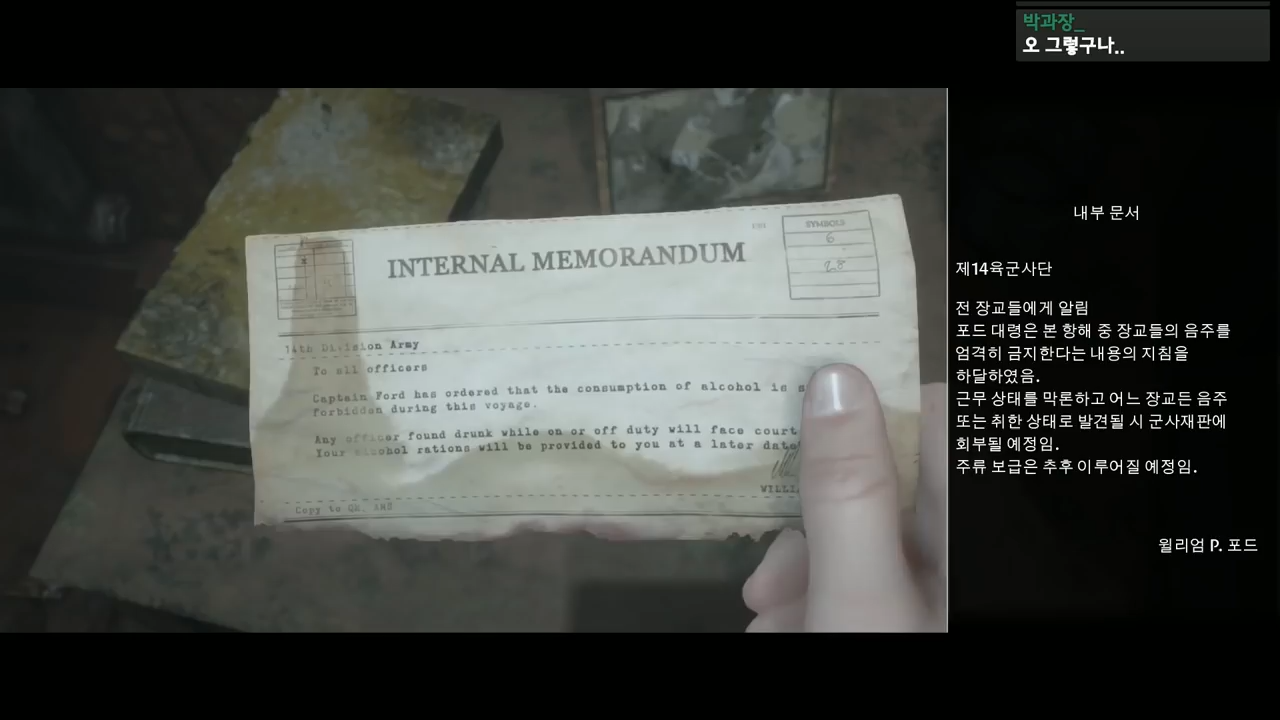 박과장_
오 그렇구나..
INTERNAL MEMORANDUM
SYMBOLS
6
28
14th Division Army
To all officers
Captain Ford has ordered that the consumption of alcohol is
forbidden during this voyage.
Any officer found drunk while on or off duty will face court
Your alcohol rations will be provided to you at a later date
WILLI
Copy to
내부 문서
제14육군사단
전 장교들에게 알림
포드 대령은 본 항해 중 장교들의 음주를
엄격히 금지한다는 내용의 지침을
하달하였음.
근무 상태를 막론하고 어느 장교든 음주
또는 취한 상태로 발견될 시 군사재판에
회부될 예정임.
주류 보급은 추후 이루어질 예정임.
윌리엄 P. 포드